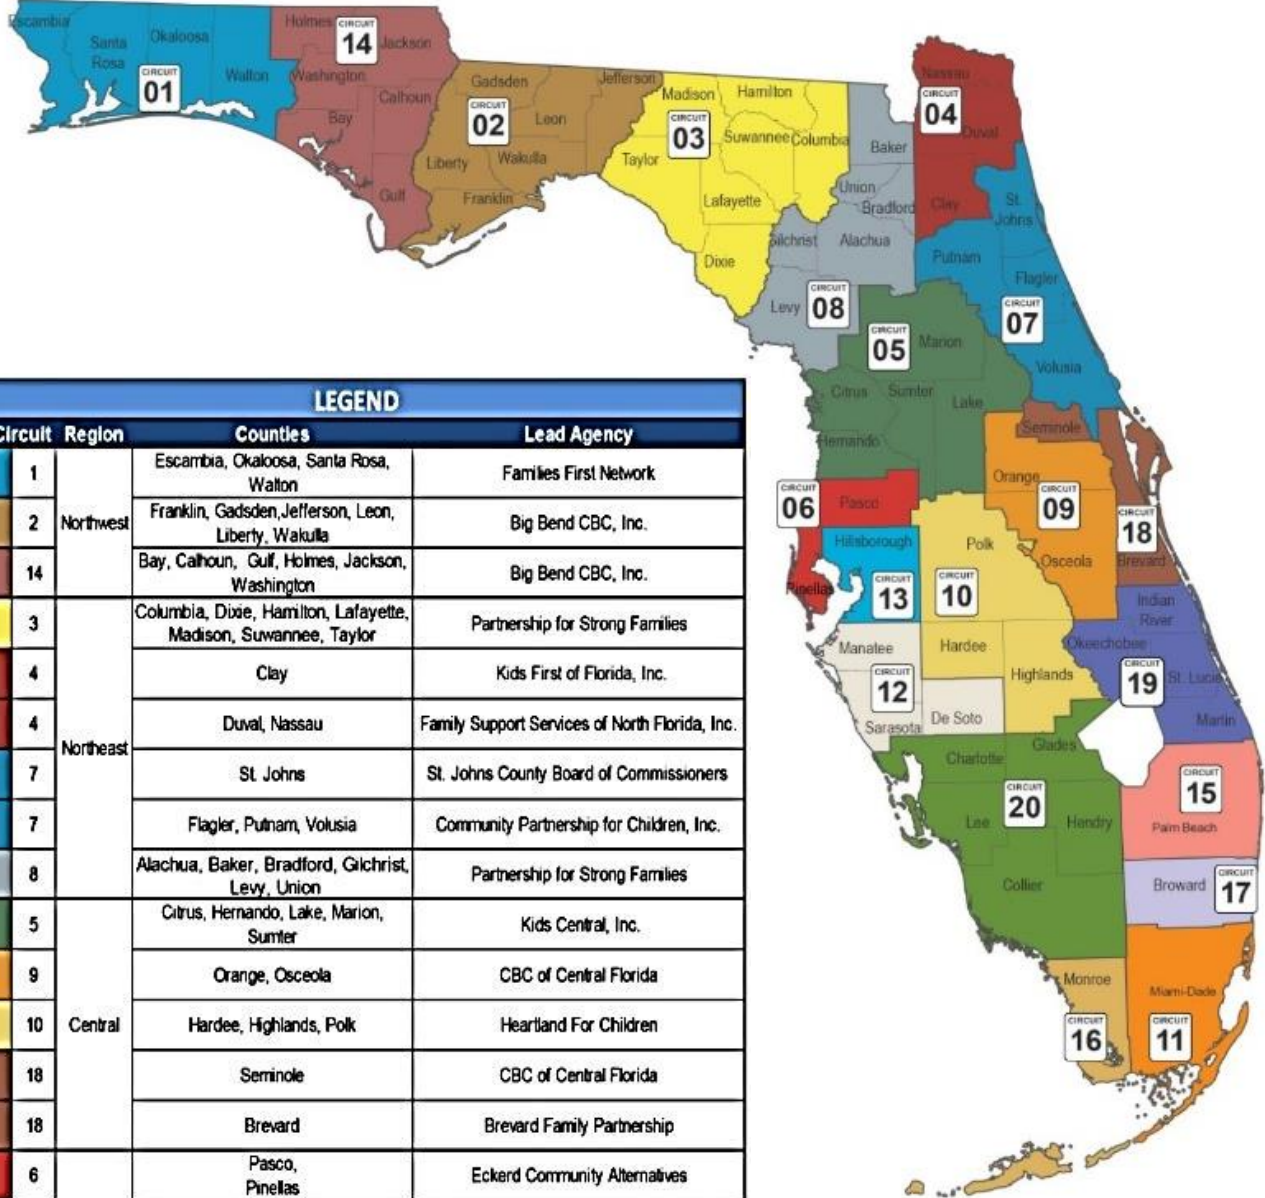 Escambia
Santa
Rosa
Okaloosa
Walton
CIRCUIT
01
Holmes
CIRCUIT
14
Jackson
Washington
Calhoun
Bay
Gulf
Gadsden
Jefferson
CIRCUIT
02
Leon
Liberty
Wakulla
Franklin
Madison
Hamilton
CIRCUIT
03
Suwannee
Columbia
Taylor
Lafayette
Dixie
Nassau
CIRCUIT
04
Duval
Clay
Baker
Union
Bradford
Gilchrist
Alachua
Levy
CIRCUIT
08
St.
Johns
Putnam
Flagler
CIRCUIT
07
Volusia
CIRCUIT
05
Marion
Citrus
Sumter
Lake
Hernando
Seminole
Orange
CIRCUIT
09
Osceola
CIRCUIT
18
Brevard
CIRCUIT
06
Pasco
Pinellas
Hillsborough
CIRCUIT
13
Polk
CIRCUIT
10
Hardee
Highlands
Indian
River
Okeechobee
CIRCUIT
19
St. Lucie
Martin
Manatee
CIRCUIT
12
Sarasota
De Soto
Charlotte
Glades
CIRCUIT
20
Lee
Hendry
Collier
CIRCUIT
15
Palm Beach
Broward
CIRCUIT
17
Monroe
CIRCUIT
16
Miami-Dade
CIRCUIT
11
LEGEND
Circuit Region Counties Lead Agency
1 Escambia, Okaloosa, Santa Rosa,
Walton Families First Network
2 Northwest Franklin, Gadsden,Jefferson, Leon,
Liberty, Wakulla Big Bend CBC, Inc.
14 Bay, Calhoun, Gulf, Holmes, Jackson,
Washington Big Bend CBC, Inc.
3 Columbia, Dixie, Hamilton, Lafayette,
Madison, Suwannee, Taylor Partnership for Strong Families
4 Clay Kids First of Florida, Inc.
4 Duval, Nassau Family Support Services of North Florida, Inc.
Northeast
7 St. Johns St. Johns County Board of Commissioners
7 Flagler, Putnam, Volusia Community Partnership for Children, Inc.
8 Alachua, Baker, Bradford, Gilchrist,
Levy, Union Partnership for Strong Families
5 Citrus, Hernando, Lake, Marion,
Sumter Kids Central, Inc.
9 Orange, Osceola CBC of Central Florida
10 Central Hardee, Highlands, Polk Heartland For Children
18 Seminole CBC of Central Florida
18 Brevard Brevard Family Partnership
6 Pasco,
Pinellas Eckerd Community Alternatives